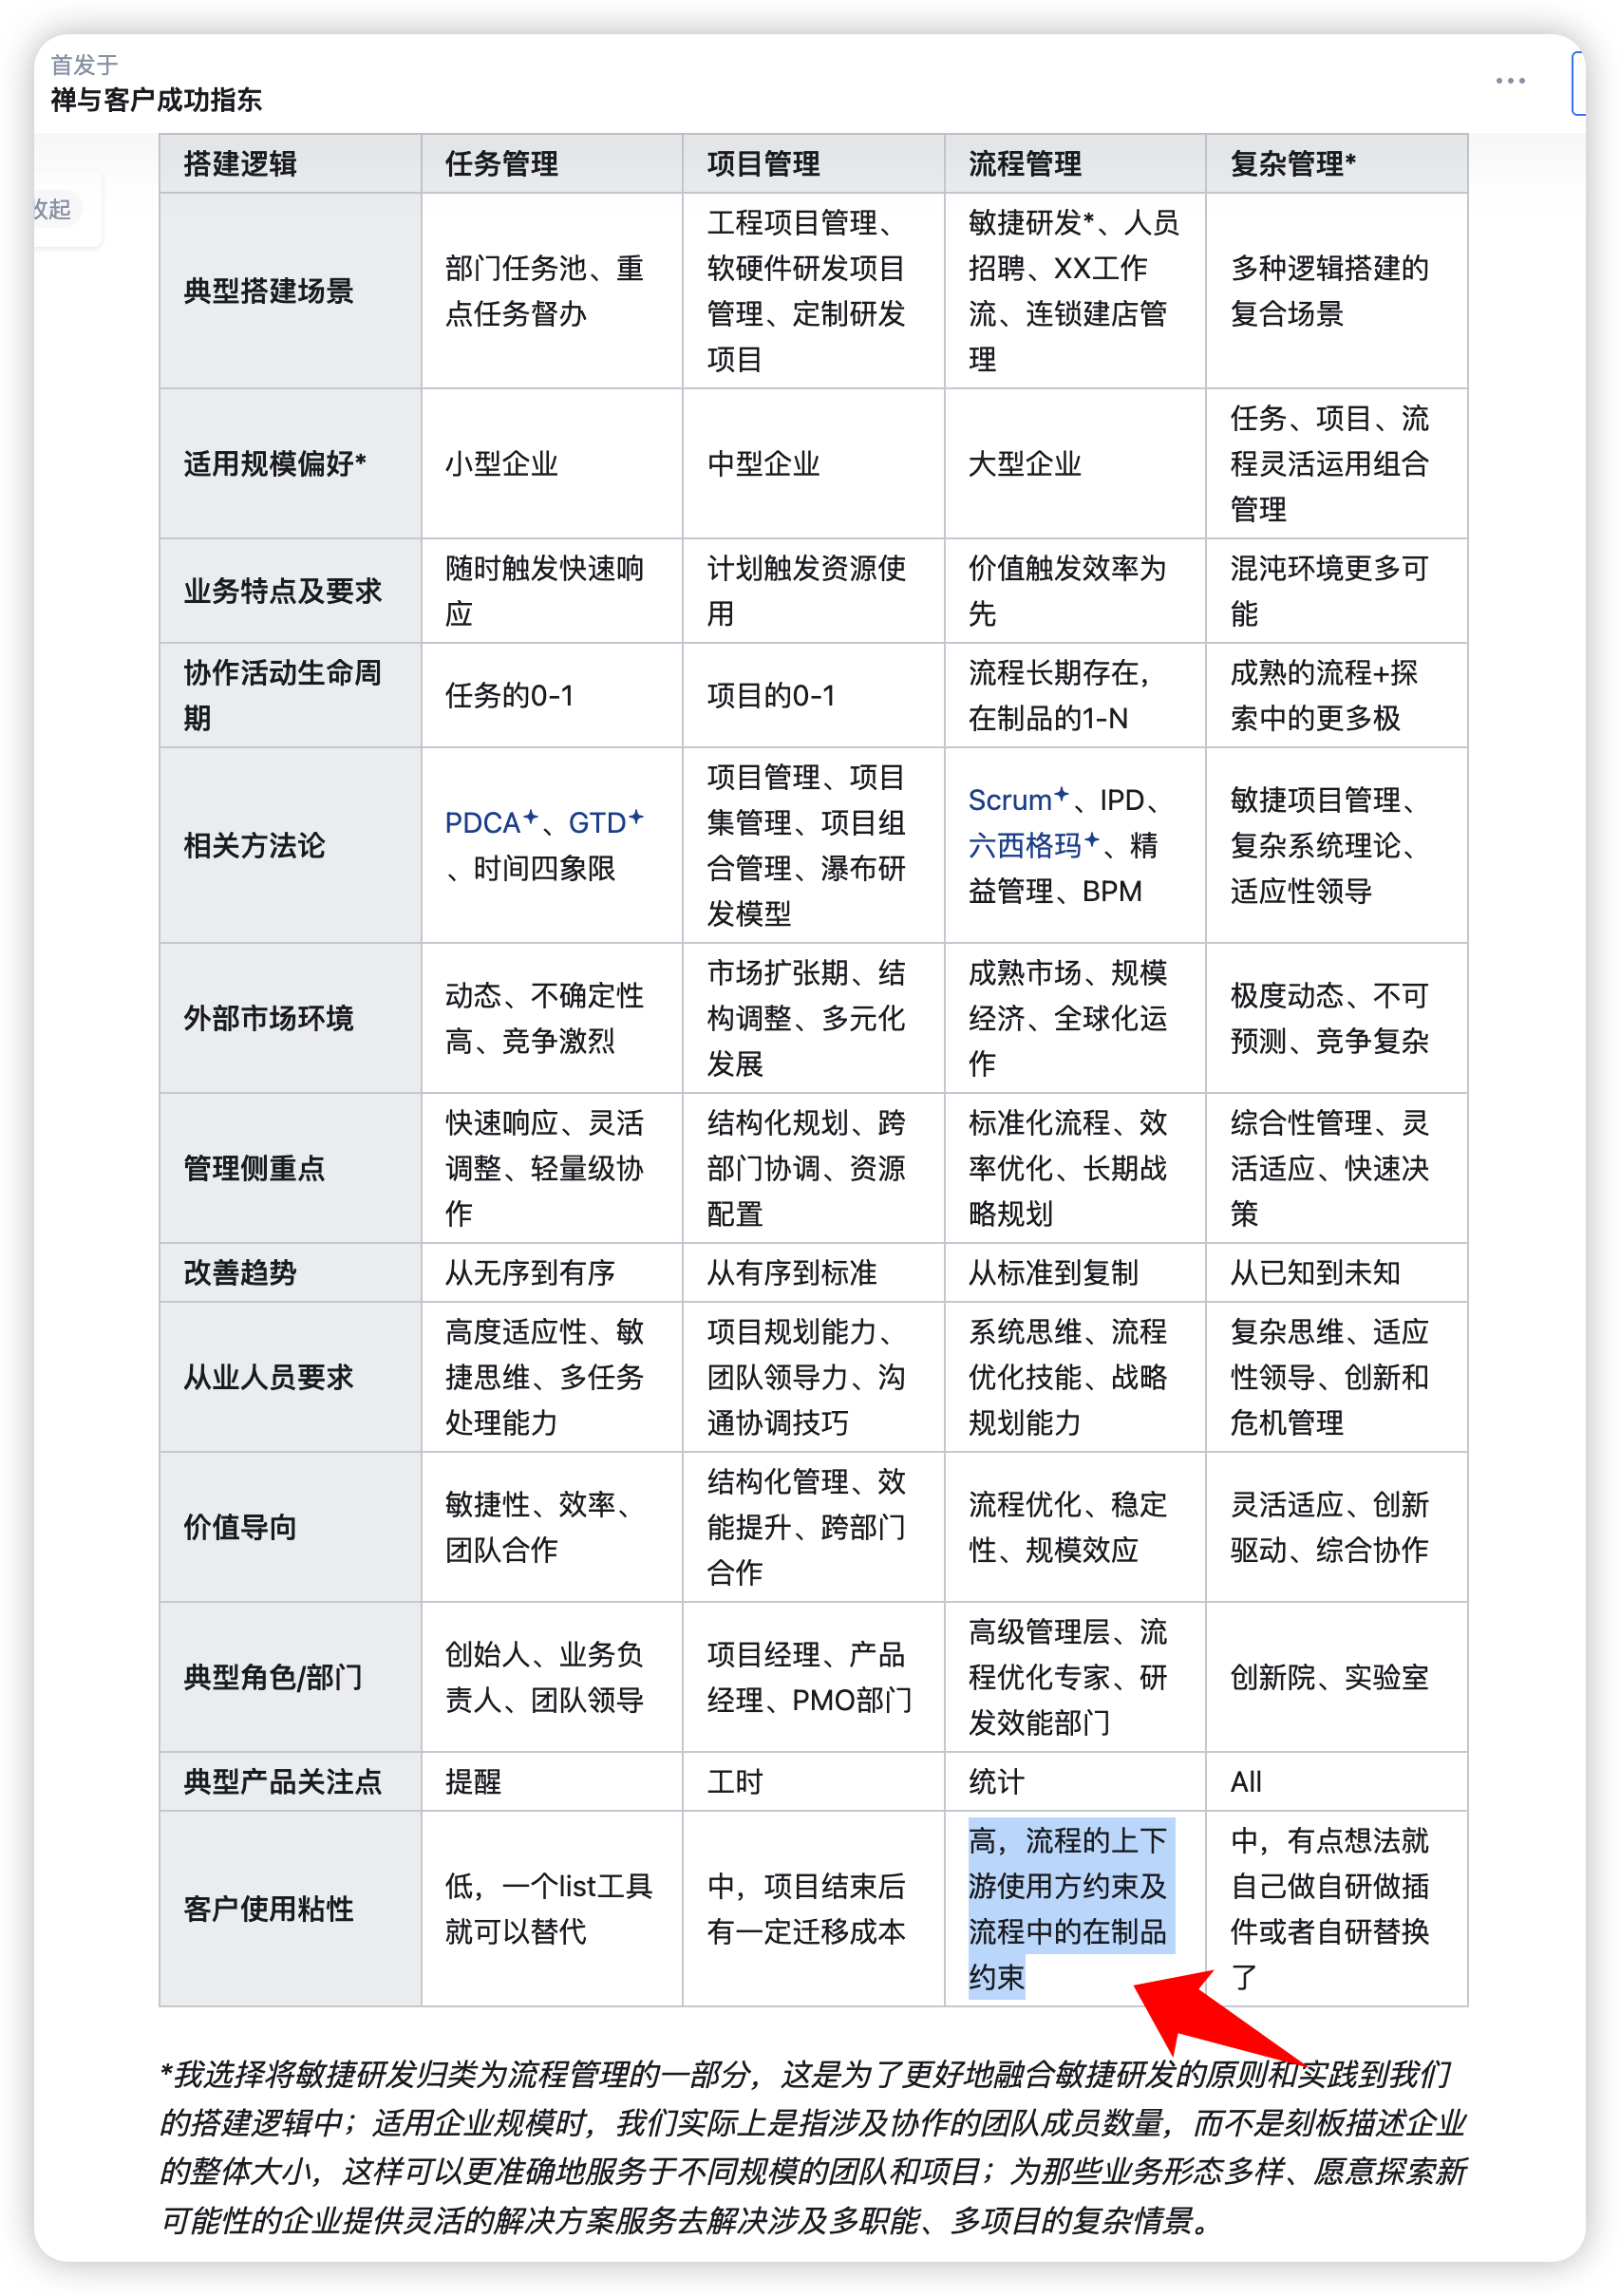 首发于
禅与客户成功指东
收起
搭建逻辑
任务管理
项目管理
流程管理
复杂管理*
典型搭建场景
部门任务池、重
点任务督办
工程项目管理、
软硬件研发项目
管理、定制研发
项目
敏捷研发*、人员
招聘、XX工作
流、连锁建店管
理
多种逻辑搭建的
复合场景
适用规模偏好*
小型企业
中型企业
大型企业
任务、项目、流
程灵活运用组合
管理
业务特点及要求
随时触发快速响
应
计划触发资源使
用
价值触发效率为
先
混沌环境更多可
能
协作活动生命周
期
任务的0-1
项目的0-1
流程长期存在，
在制品的1-N
成熟的流程+探
索中的更多极
相关方法论
PDCA、GTD
、时间四象限
项目管理、项目
集管理、项目组
合管理、瀑布研
发模型
Scrum、IPD、
六西格玛、精
益管理、BPM
敏捷项目管理、
复杂系统理论、
适应性领导
外部市场环境
动态、不确定性
高、竞争激烈
市场扩张期、结
构调整、多元化
发展
成熟市场、规模
经济、全球化运
作
极度动态、不可
预测、竞争复杂
管理侧重点
快速响应、灵活
调整、轻量级协
作
结构化规划、跨
部门协调、资源
配置
标准化流程、效
率优化、长期战
略规划
综合性管理、灵
活适应、快速决
策
改善趋势
从无序到有序
从有序到标准
从标准到复制
从已知到未知
从业人员要求
高度适应性、敏
捷思维、多任务
处理能力
项目规划能力、
团队领导力、沟
通协调技巧
系统思维、流程
优化技能、战略
规划能力
复杂思维、适应
性领导、创新和
危机管理
价值导向
敏捷性、效率、
团队合作
结构化管理、效
能提升、跨部门
合作
流程优化、稳定
性、规模效应
灵活适应、创新
驱动、综合协作
典型角色/部门
创始人、业务负
责人、团队领导
项目经理、产品
经理、PMO部门
高级管理层、流
程优化专家、研
发效能部门
创新院、实验室
典型产品关注点
提醒
工时
统计
All
客户使用粘性
低，一个list工具
就可以替代
中，项目结束后
有一定迁移成本
高，流程的上下
游使用方约束及
流程中的在制品
约束
中，有点想法就
自己做自研做插
件或者自研替换
了
*我选择将敏捷研发归类为流程管理的一部分，这是为了更好地融合敏捷研发的原则和实践到我们
的搭建逻辑中；适用企业规模时，我们实际上是指涉及协作的团队成员数量，而不是刻板描述企业
的整体大小，这样可以更准确地服务于不同规模的团队和项目；为那些业务形态多样、愿意探索新
可能性的企业提供灵活的解决方案服务去解决涉及多职能、多项目的复杂情景。